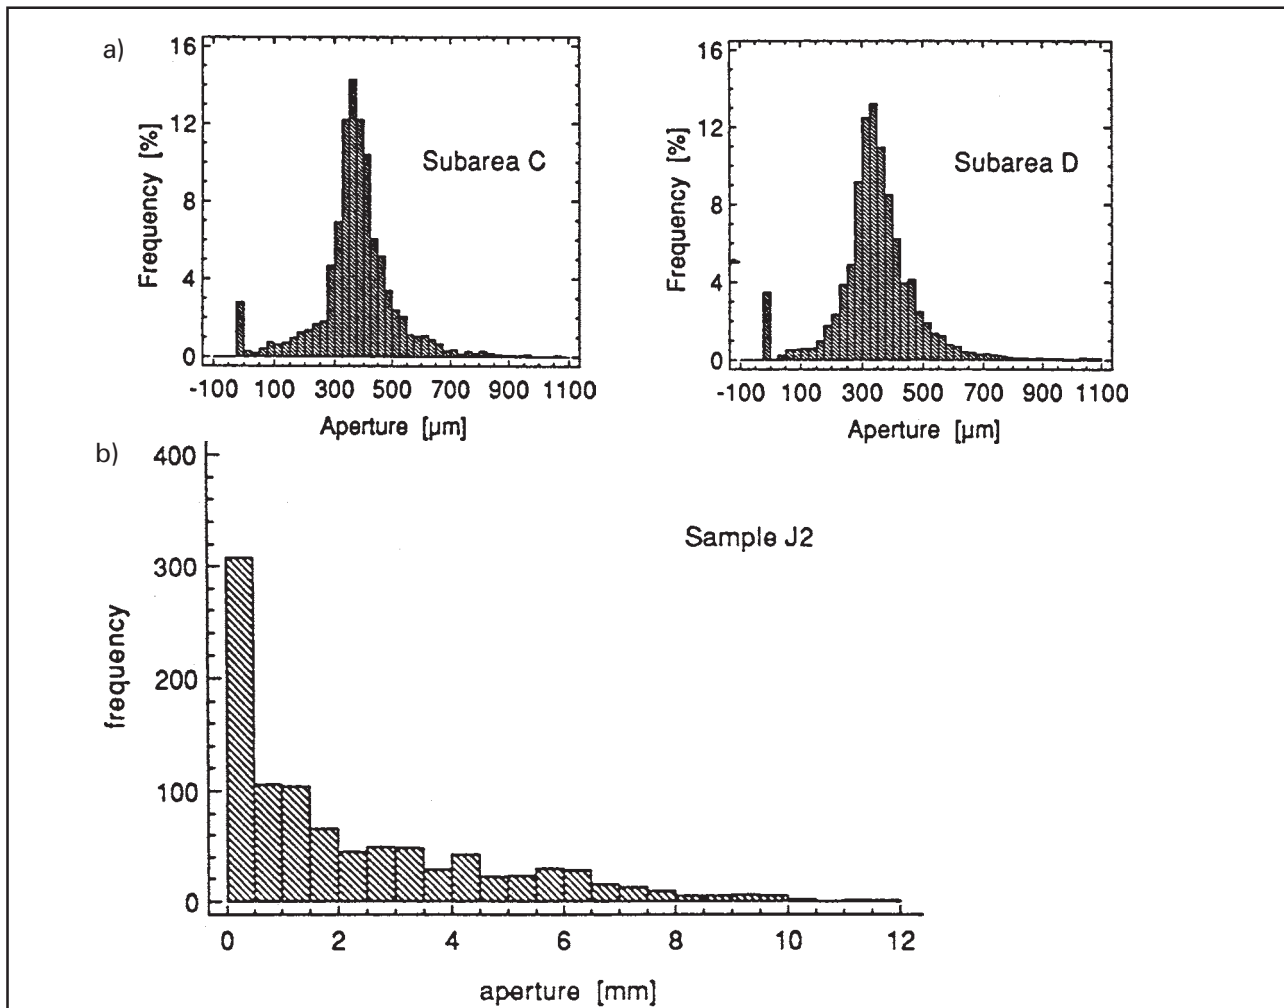 a)
16
12
8
4
0
Frequency [%]
Subarea C
-100 100 300 500 700 900 1100
Aperture [µm]
16
12
8
4
0
Frequency [%]
Subarea D
-100 100 300 500 700 900 1100
Aperture [µm]
b)
400
300
200
100
0
frequency
Sample J2
0 2 4 6 8 10 12
aperture [mm]